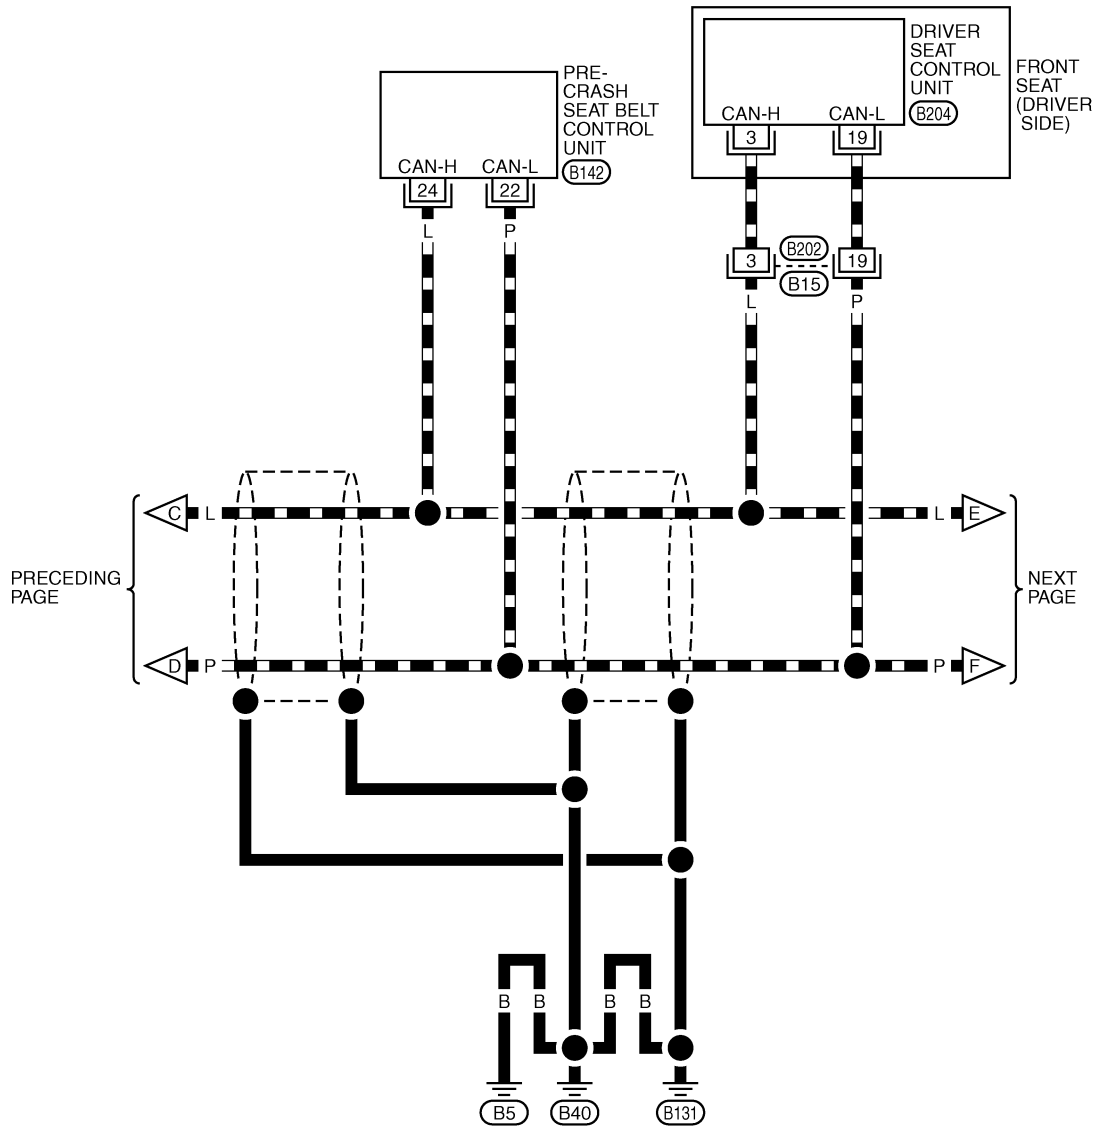 DRIVER
SEAT
CONTROL
UNIT
B204
FRONT
SEAT
(DRIVER
SIDE)
PRE-
CRASH
SEAT BELT
CONTROL
UNIT
B142
CAN-H CAN-L
3 19
CAN-H CAN-L
24 22
L P
B202
3 19
B15
L P
C L L E
PRECEDING
PAGE
NEXT
PAGE
D P P F
B B B B
B5 B40 B131